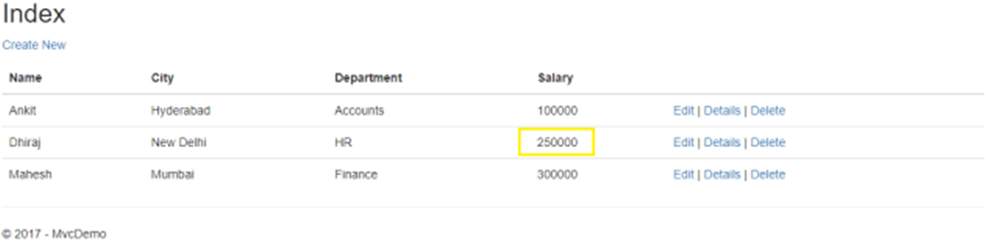 Index
Create New
Name City Department Salary
Ankit Hyderabad Accounts 100000 Edit | Details | Delete
Dhiraj New Delhi HR 250000 Edit | Details | Delete
Mahesh Mumbai Finance 300000 Edit | Details | Delete
© 2017 - MvcDemo